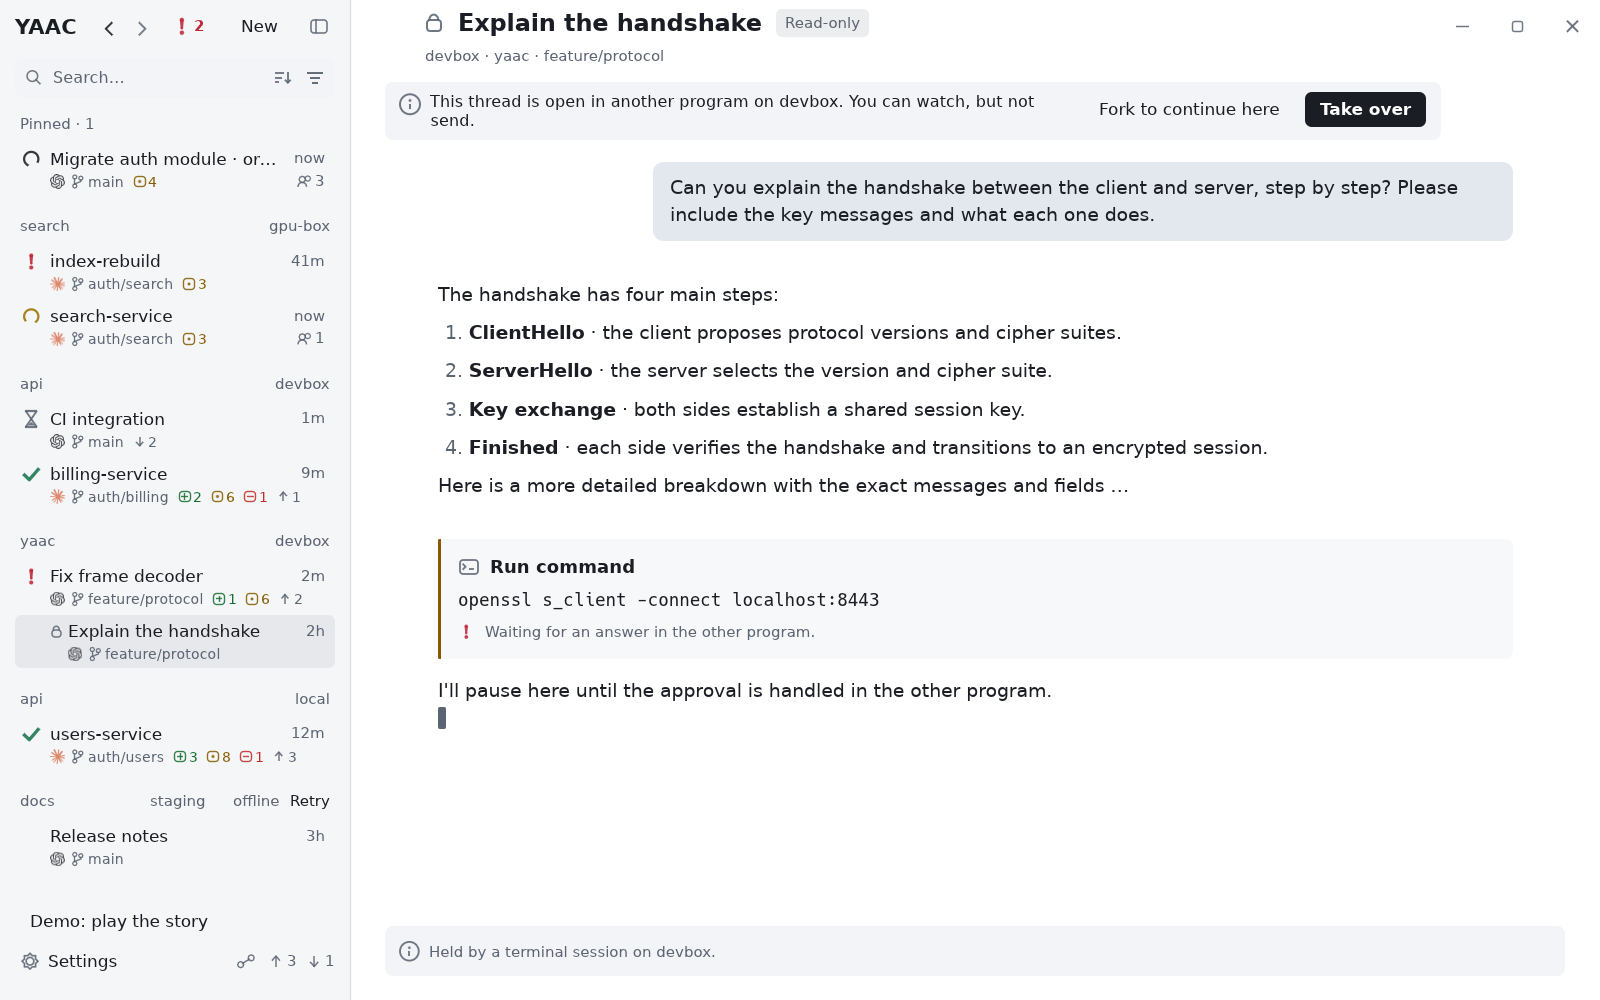 YAAC 2 New
Search…
Pinned · 1
Migrate auth module · or… now
main 4 3
search gpu-box
index-rebuild 41m
auth/search 3
search-service now
auth/search 3 1
api devbox
CI integration 1m
main 2
billing-service 9m
auth/billing 2 6 1 1
yaac devbox
Fix frame decoder 2m
feature/protocol 1 6 2
Explain the handshake 2h
feature/protocol
api local
users-service 12m
auth/users 3 8 1 3
docs staging offline Retry
Release notes 3h
main
Demo: play the story
Settings 3 1
Explain the handshake Read-only
devbox · yaac · feature/protocol
This thread is open in another program on devbox. You can watch, but not
send.
Fork to continue here Take over
Can you explain the handshake between the client and server, step by step? Please
include the key messages and what each one does.
The handshake has four main steps:
1. ClientHello · the client proposes protocol versions and cipher suites.
2. ServerHello · the server selects the version and cipher suite.
3. Key exchange · both sides establish a shared session key.
4. Finished · each side verifies the handshake and transitions to an encrypted session.
Here is a more detailed breakdown with the exact messages and fields …
Run command
openssl s_client -connect localhost:8443
Waiting for an answer in the other program.
I'll pause here until the approval is handled in the other program.
Held by a terminal session on devbox.